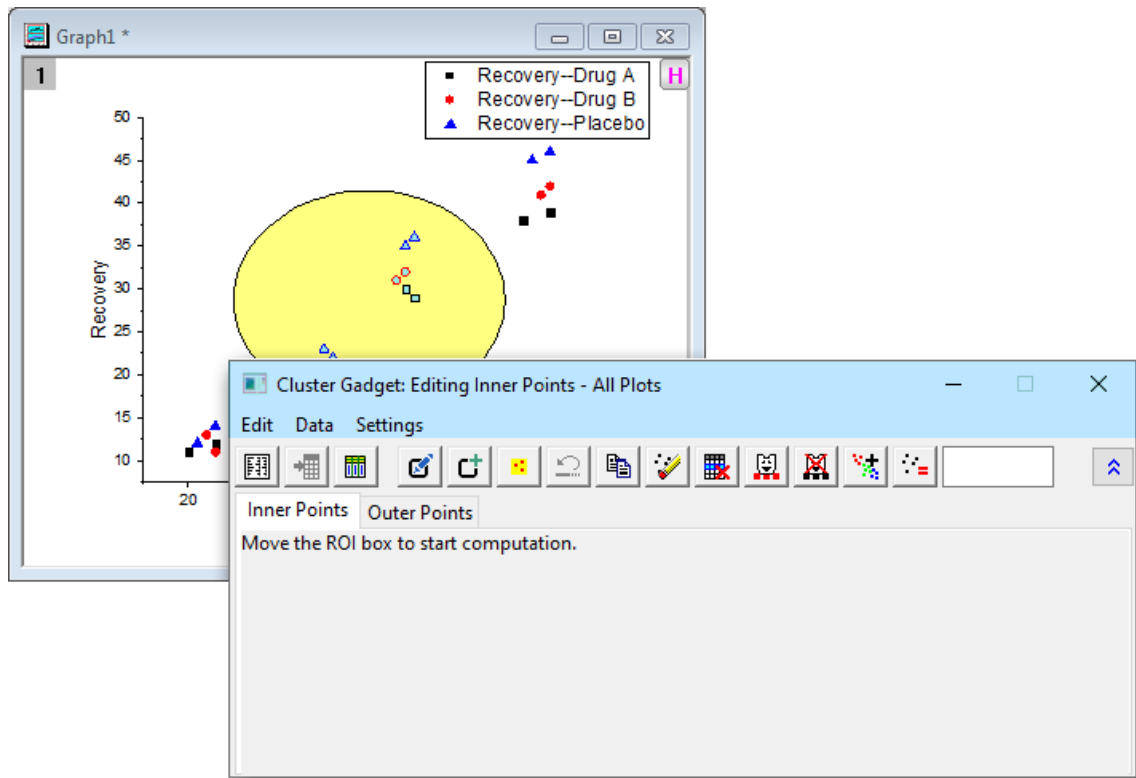 Graph1 *
1
H
Recovery--Drug A
Recovery--Drug B
Recovery--Placebo
50
45
40
35
30
25
20
15
10
Recovery
20
Cluster Gadget: Editing Inner Points - All Plots
Edit Data Settings
Inner Points Outer Points
Move the ROI box to start computation.